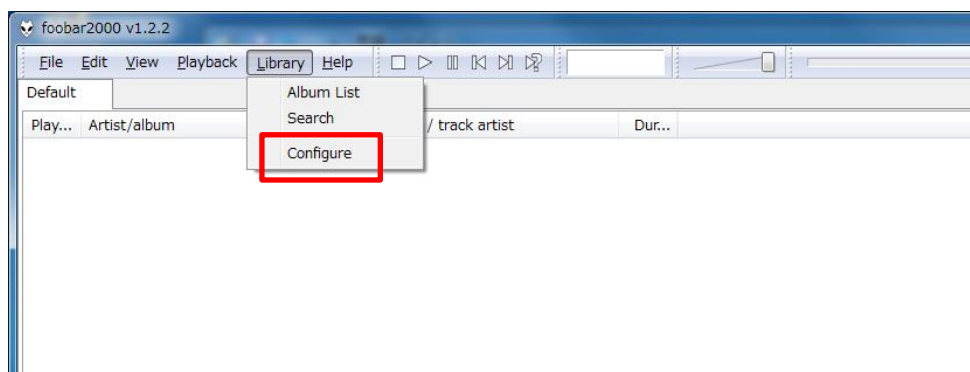 foobar2000 v1.2.2
File Edit View Playback Library Help
Default
Album List
Play... Artist/album / track artist Dur...
Search
Configure